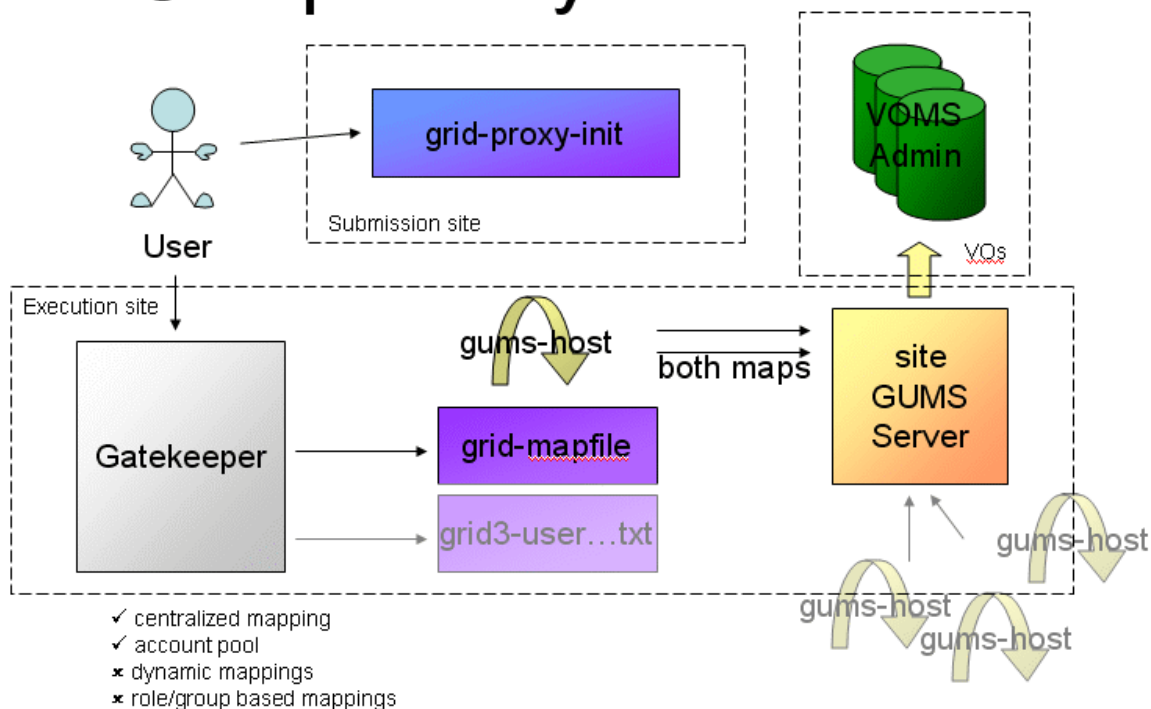 grid-proxy-init
Submission site
User
VOMS
Admin
VOs
Execution site
Gatekeeper
gums-host
both maps
grid-mapfile
grid3-user...txt
site
GUMS
Server
gums-host
gums-host
gums-host
✓ centralized mapping
✓ account pool
× dynamic mappings
× role/group based mappings